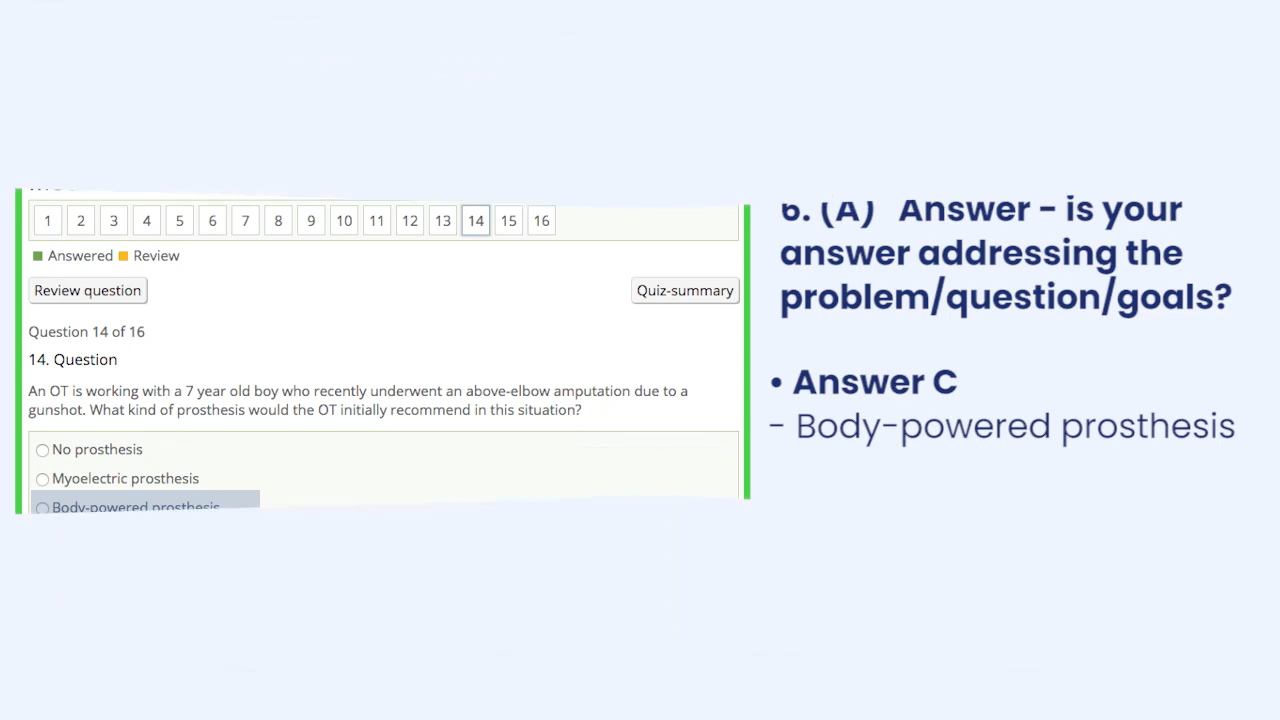 1 2 3 4 5 6 7 8 9 10 11 12 13 14 15 16
Answered Review
Review question Quiz-summary
Question 14 of 16
14. Question
An OT is working with a 7 year old boy who recently underwent an above-elbow amputation due to a
gunshot. What kind of prosthesis would the OT initially recommend in this situation?
No prosthesis
Myoelectric prosthesis
Body-powered prosthesis
6. (A) Answer - is your
answer addressing the
problem/question/goals?
• Answer C
- Body-powered prosthesis